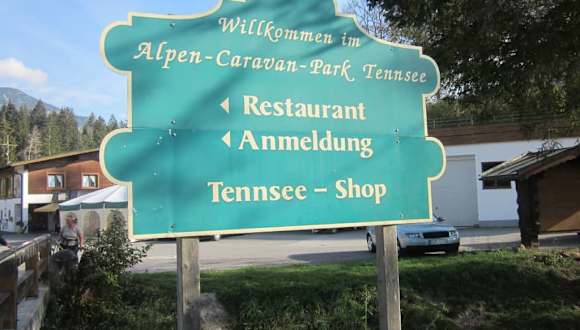 Willkommen im
Alpen-Caravan-Park Tennsee
Restaurant
Anmeldung
Tennsee - Shop